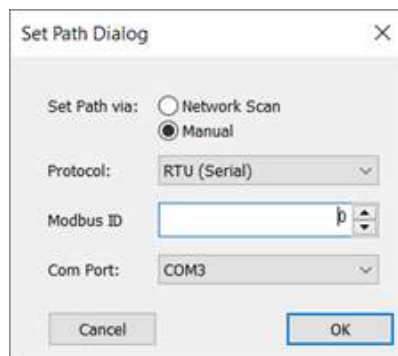 Set Path Dialog
Set Path via: Network Scan
Manual
Protocol: RTU (Serial)
Modbus ID 0
Com Port: COM3
Cancel OK